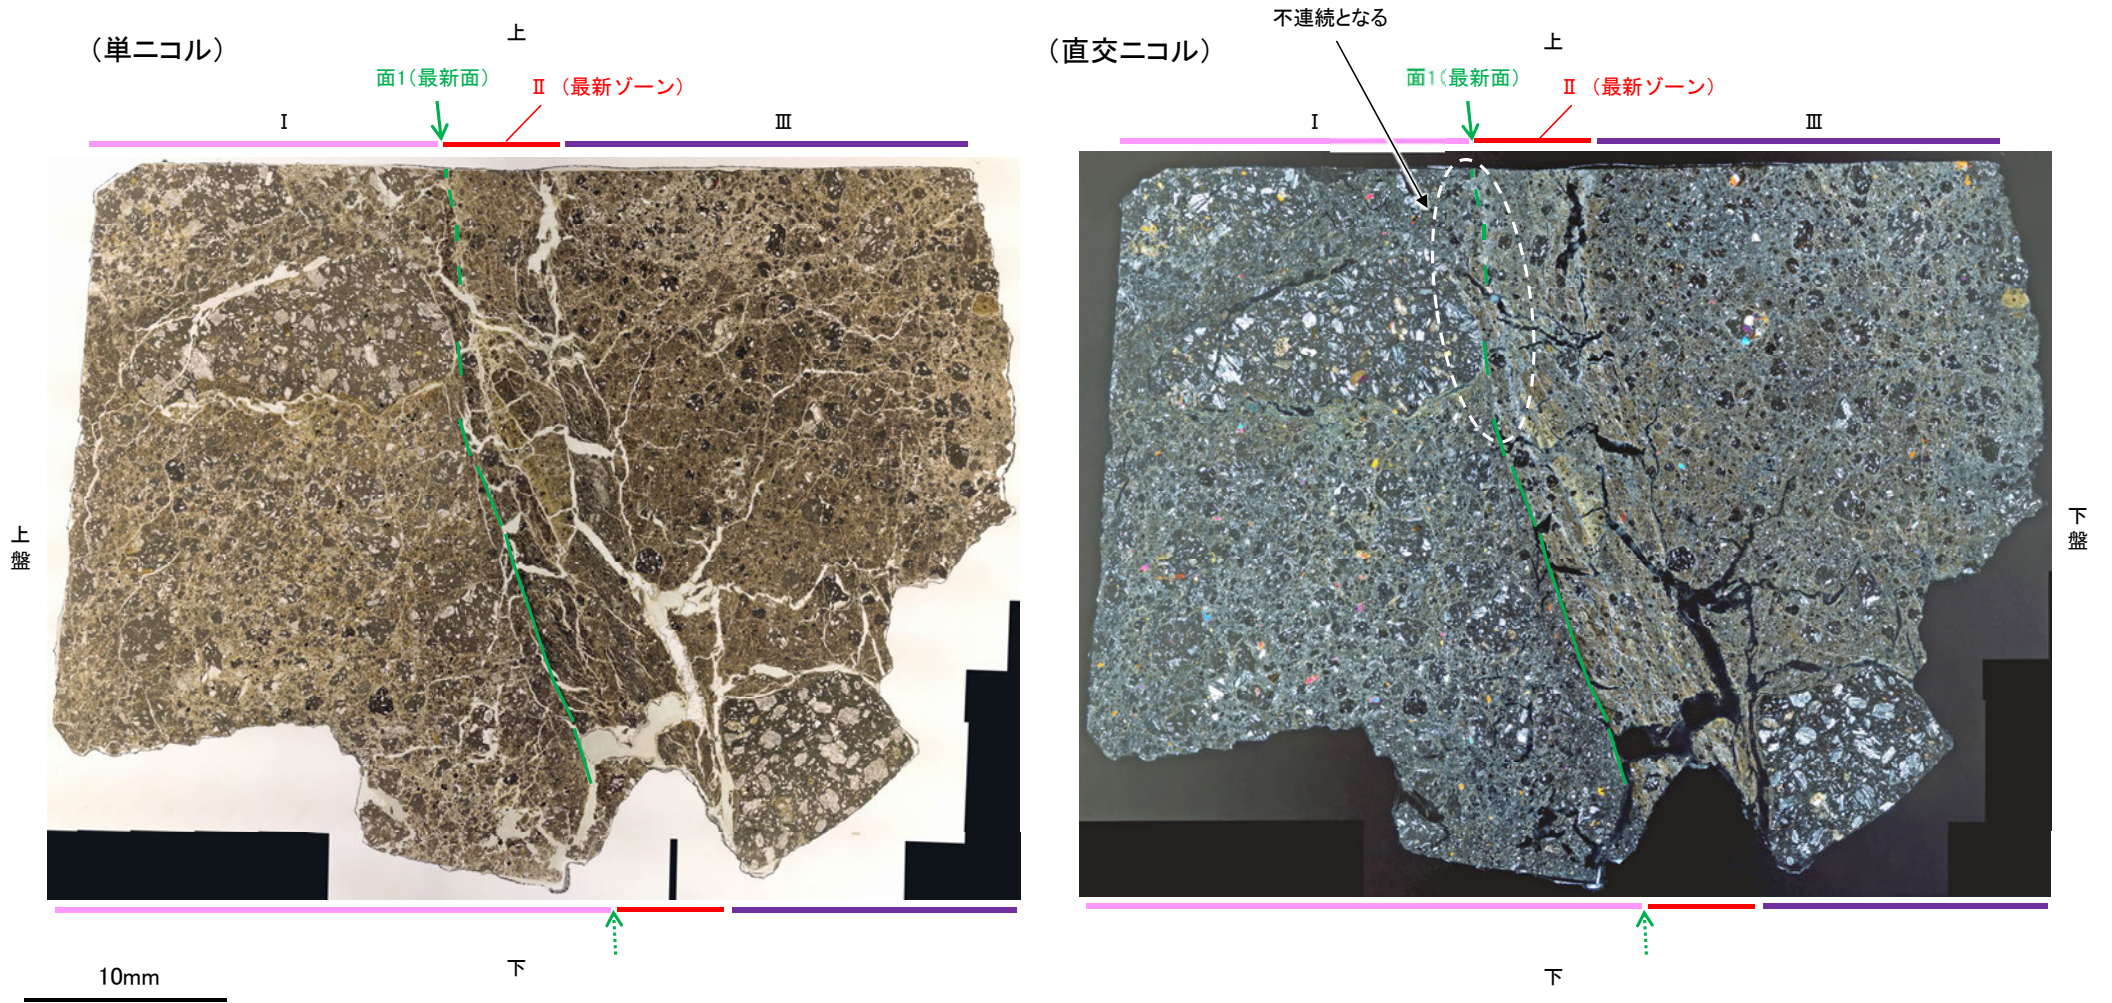 (単ニコル)
上
面1(最新面)
Ⅱ (最新ゾーン)
Ⅰ
Ⅲ
上盤
下
10mm
不連続となる
(直交ニコル)
上
面1(最新面)
Ⅱ (最新ゾーン)
Ⅰ
Ⅲ
下盤
下